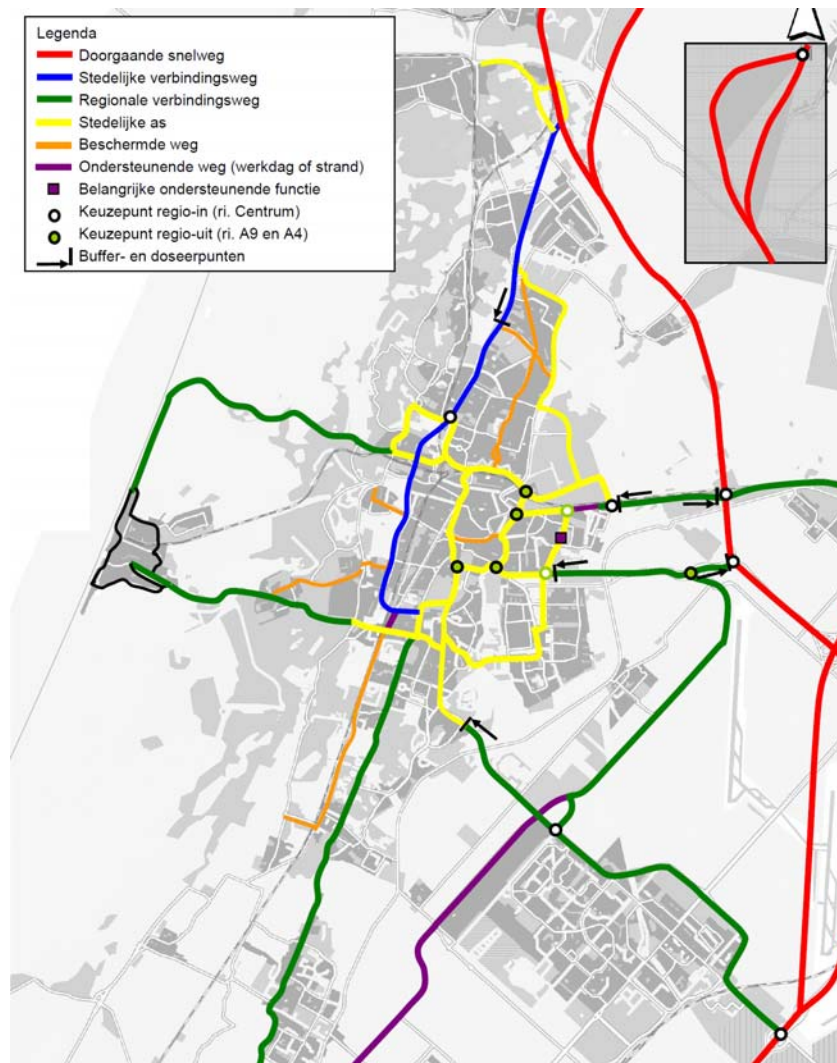 Legenda
Doorgaande snelweg
Stedelijke verbindingsweg
Regionale verbindingsweg
Stedelijke as
Beschermde weg
Ondersteunende weg (werkdag of strand)
Belangrijke ondersteunende functie
Keuzepunt regio-in (ri. Centrum)
Keuzepunt regio-uit (ri. A9 en A4)
Buffer- en doseerpunten